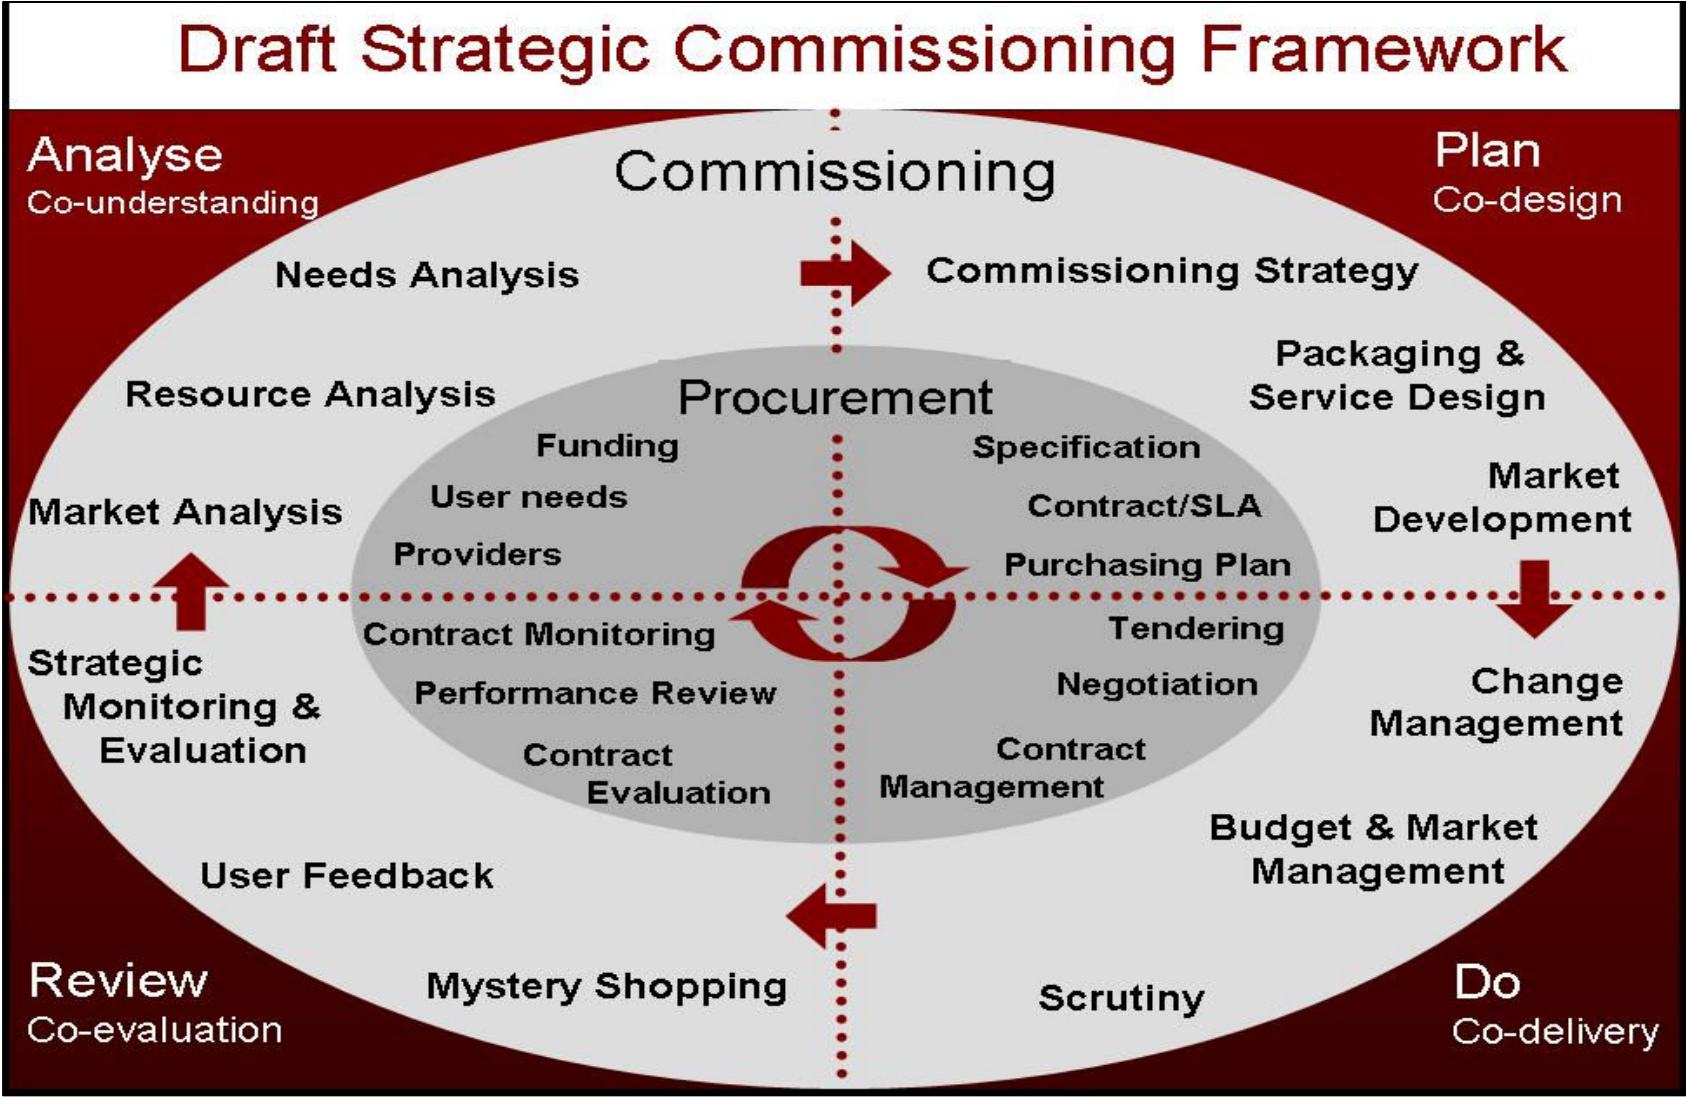 Draft Strategic Commissioning Framework
Analyse
Co-understanding
Plan
Co-design
Commissioning
Needs Analysis
Commissioning Strategy
Resource Analysis
Packaging &
Service Design
Market Analysis
Market
Development
Procurement
Funding
Specification
User needs
Contract/SLA
Providers
Purchasing Plan
Contract Monitoring
Tendering
Performance Review
Negotiation
Contract
Evaluation
Contract
Management
Strategic
Monitoring &
Evaluation
Change
Management
User Feedback
Budget & Market
Management
Mystery Shopping
Scrutiny
Review
Co-evaluation
Do
Co-delivery